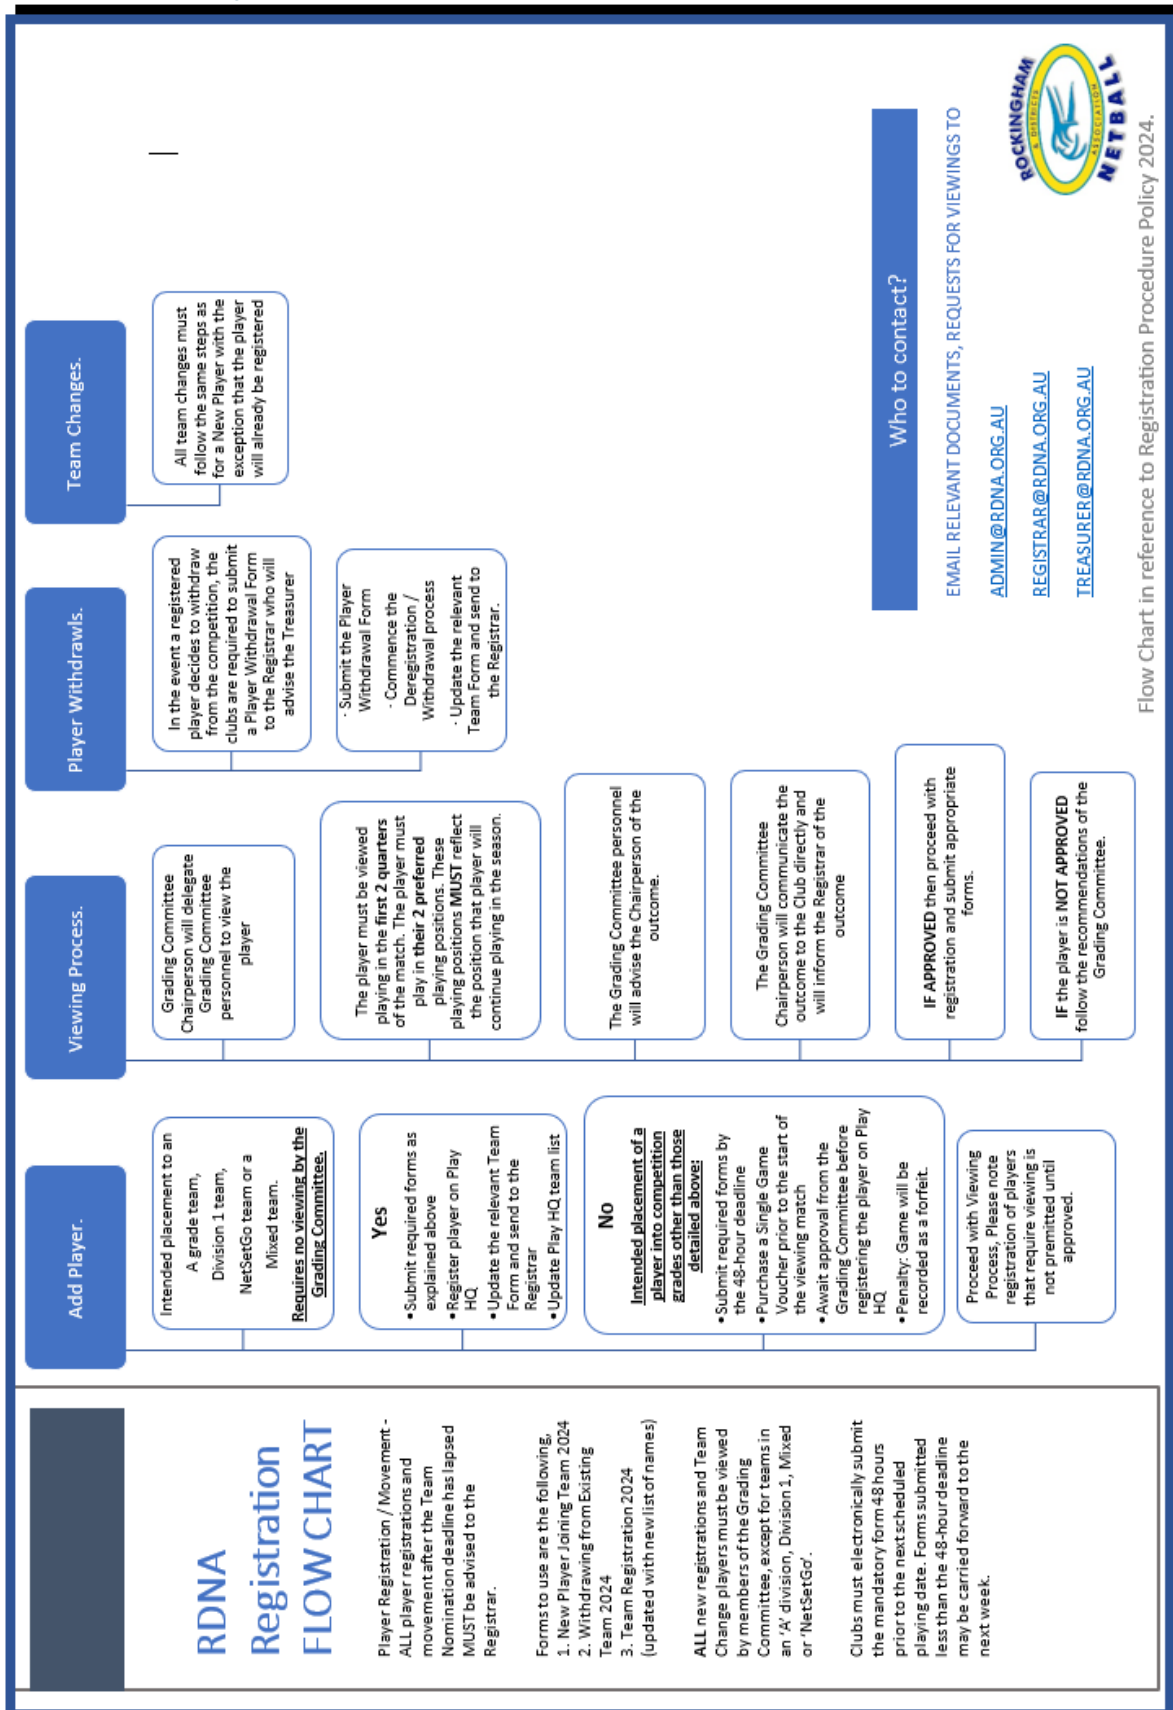 RDNA
Registration
FLOW CHART
Player Registration / Movement -
ALL player registrations and
movement after the Team
Nomination deadline has lapsed
MUST be advised to the
Registrar.
Forms to use are the following,
1. New Player Joining Team 2024
2. Withdrawing from Existing
Team 2024
3. Team Registration 2024
(updated with new list of names)
ALL new registrations and Team
Change players must be viewed
by members of the Grading
Committee, except for teams in
an 'A' division, Division 1, Mixed
or 'NetSetGo'.
Clubs must electronically submit
the mandatory form 48 hours
prior to the next scheduled
playing date. Forms submitted
less than the 48-hour deadline
may be carried forward to the
next week.
Add Player.
Intended placement to an
A grade team,
Division 1 team,
NetSetGo team or a
Mixed team.
Requires no viewing by the
Grading Committee.
Yes
•Submit required forms as
explained above
•Register player on Play
HQ
•Update the relevant Team
Form and send to the
Registrar
•Update Play HQ team list
No
Intended placement of a
player into competition
grades other than those
detailed above:
•Submit required forms by
the 48-hour deadline
•Purchase a Single Game
Voucher prior to the start of
the viewing match
•Await approval from the
Grading Committee before
registering the player on Play
HQ
•Penalty: Game will be
recorded as a forfeit.
Proceed with Viewing
Process, Please note
registration of players
that require viewing is
not premitted until
approved.
Viewing Process.
Grading Committee
Chairperson will delegate
Grading Committee
personnel to view the
player
The player must be viewed
playing in the first 2 quarters
of the match. The player must
play in their 2 preferred
playing positions. These
playing positions MUST reflect
the position that player will
continue playing in the season.
The Grading Committee personnel
will advise the Chairperson of the
outcome.
The Grading Committee
Chairperson will communicate the
outcome to the Club directly and
will inform the Registrar of the
outcome
IF APPROVED then proceed with
registration and submit appropriate
forms.
IF the player is NOT APPROVED
follow the recommendations of the
Grading Committee.
Player Withdrawls.
In the event a registered
player decides to withdraw
from the competition, the
clubs are required to submit
a Player Withdrawal Form
to the Registrar who will
advise the Treasurer
· Submit the Player
Withdrawal Form
· Commence the
Deregistration /
Withdrawal process
· Update the relevant
Team Form and send to
the Registrar.
Team Changes.
All team changes must
follow the same steps as
for a New Player with the
exception that the player
will already be registered
Who to contact?
EMAIL RELEVANT DOCUMENTS, REQUESTS FOR VIEWINGS TO
ADMIN@RDNA.ORG.AU
REGISTRAR@RDNA.ORG.AU
TREASURER@RDNA.ORG.AU
ROCKINGHAM
& DISTRICTS
ASSOCIATION
NETBALL
Flow Chart in reference to Registration Procedure Policy 2024.